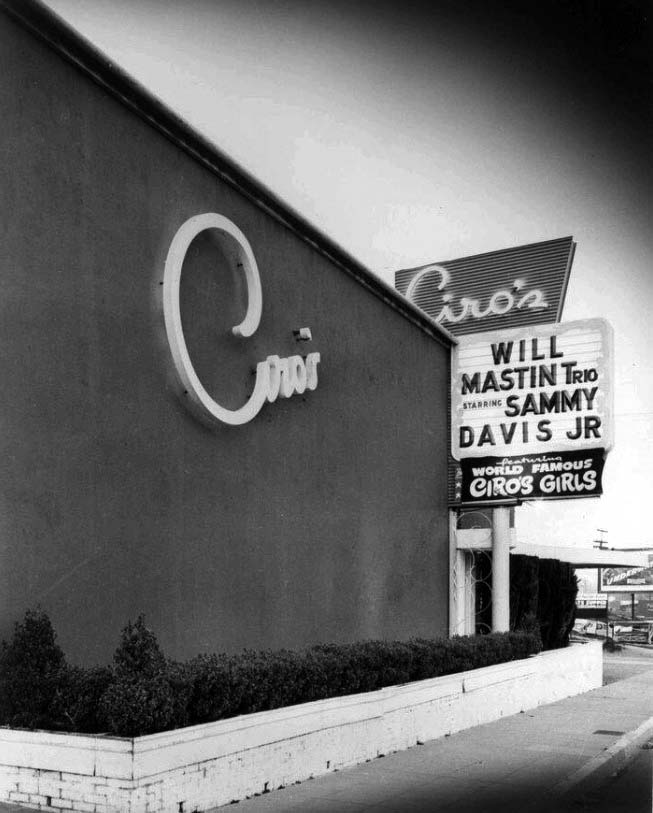 Ciro's
Ciro's
WILL
MASTIN TRIO
STARRING SAMMY
DAVIS JR
featuring
WORLD FAMOUS
CIRO'S GIRLS